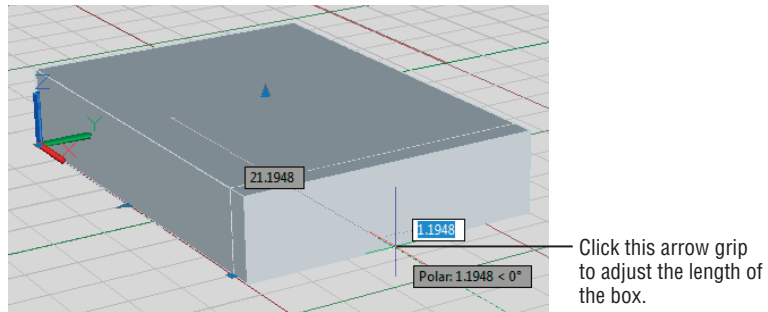 Z
Y
X
21.1948
1.1948
Polar: 1.1948 < 0°
Click this arrow grip
to adjust the length of
the box.